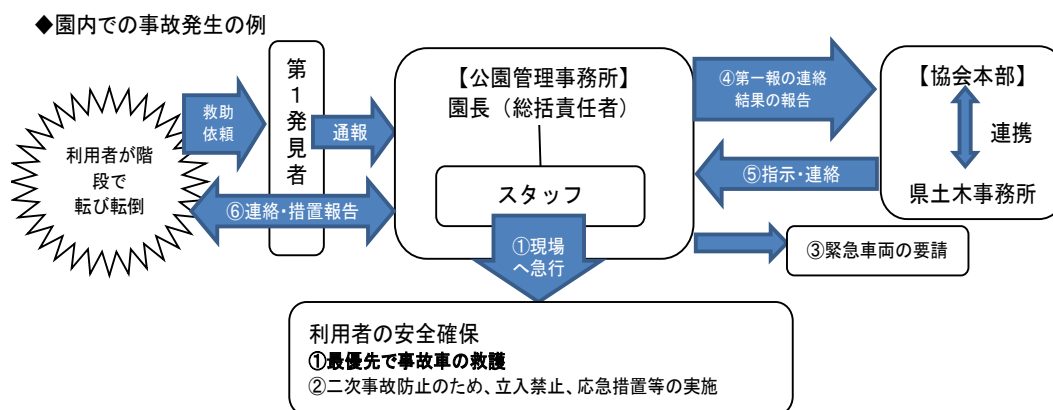 ◆園内での事故発生の例
利用者が階
段で
転び転倒
救助
依頼
第
1
発
見
者
通報
⑥連絡・措置報告
【公園管理事務所】
園長（総括責任者）
スタッフ
①現場
へ急行
④第一報の連絡
結果の報告
⑤指示・連絡
【協会本部】
連携
県土木事務所
③緊急車両の要請
利用者の安全確保
①最優先で事故車の救護
②二次事故防止のため、立入禁止、応急措置等の実施